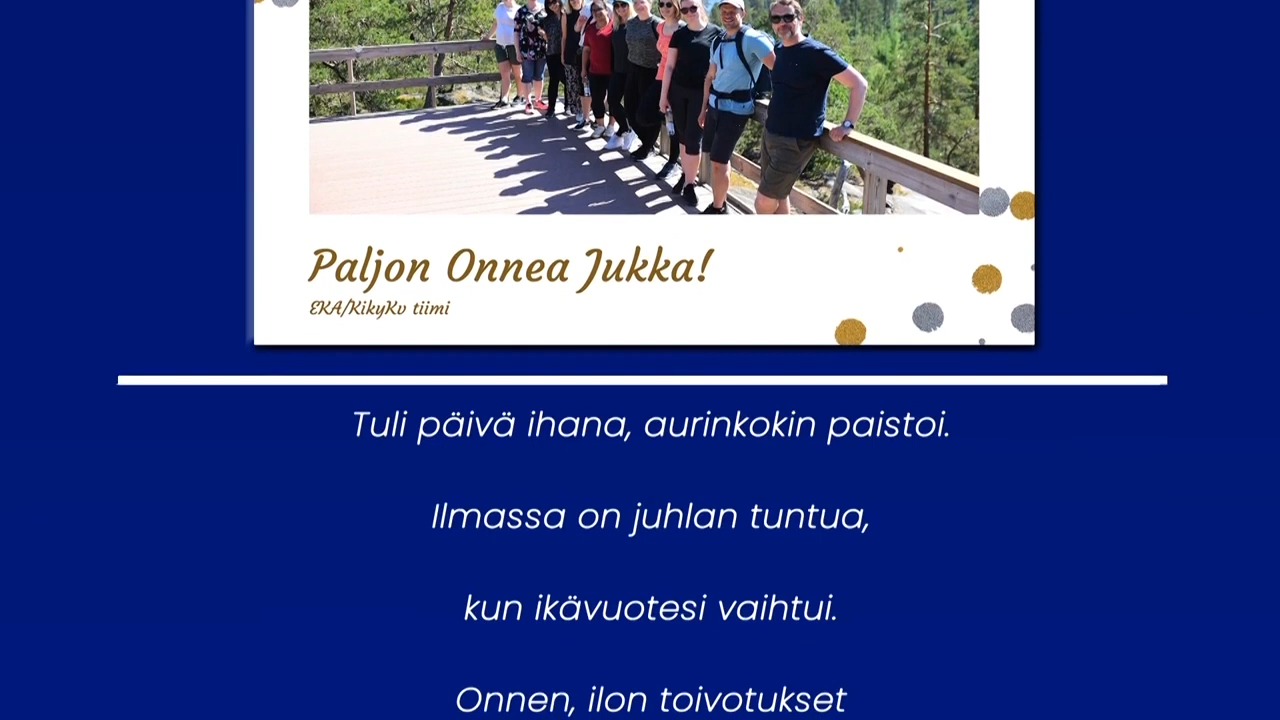 Paljon Onnea Jukka!
EKA/KikyKv tiimi
Tuli päivä ihana, aurinkokin paistoi.
Ilmassa on juhlan tuntua,
kun ikävuotesi vaihtui.
Onnen, ilon toivotukset